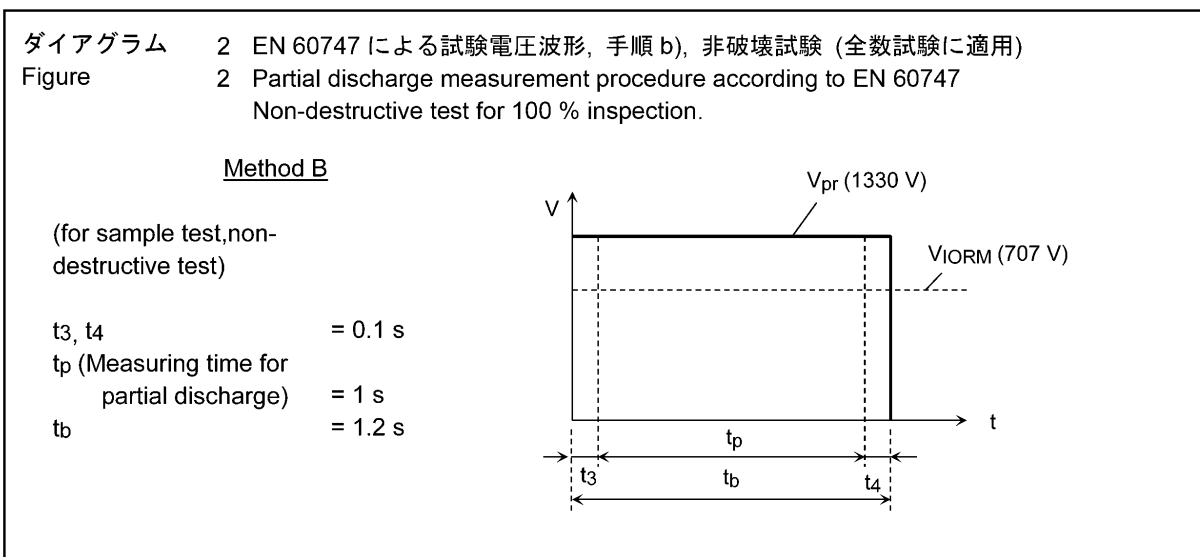 ダイアグラム 2 EN 60747 による試験電圧波形, 手順 b), 非破壊試験 (全数試験に適用)
Figure 2 Partial discharge measurement procedure according to EN 60747
Non-destructive test for 100 % inspection.
Method B
(for sample test,non-
destructive test)
t3, t4 = 0.1 s
tp (Measuring time for
partial discharge) = 1 s
tb = 1.2 s
V
Vpr (1330 V)
VIORM (707 V)
t
tp
t3 tb t4